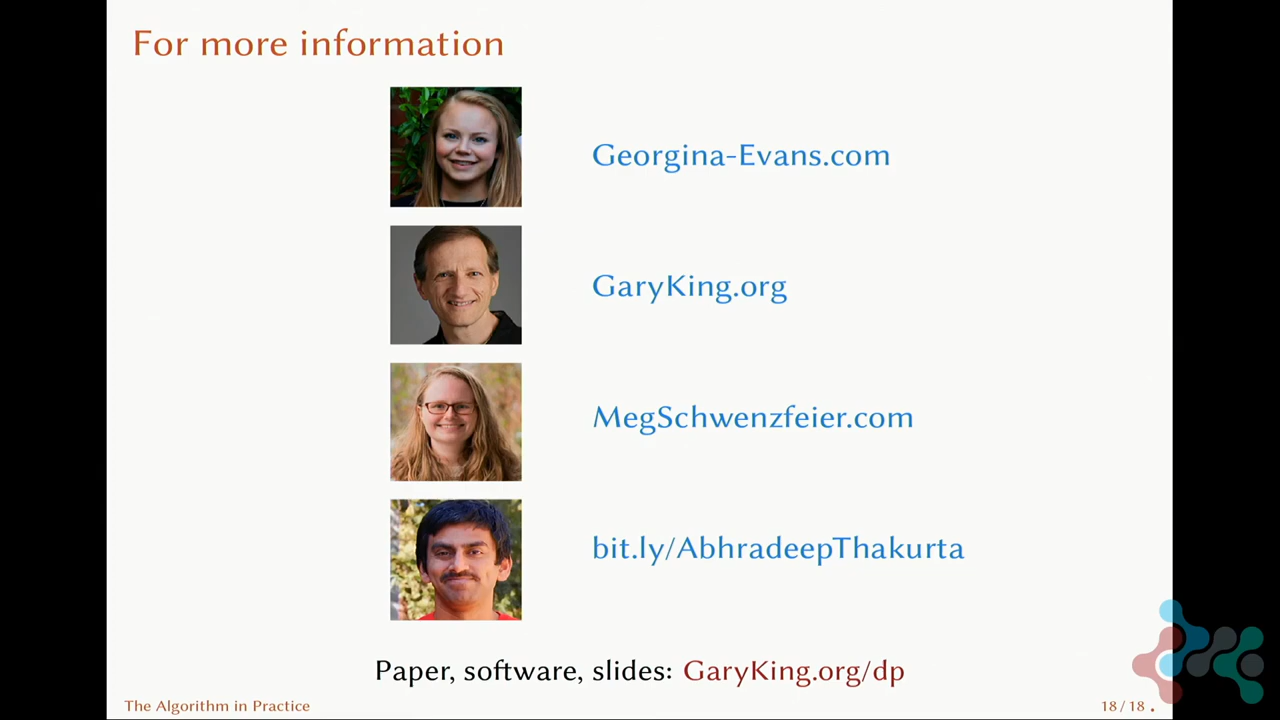 For more information
Georgina-Evans.com
GaryKing.org
MegSchwenzfeier.com
bit.ly/AbhradeepThakurta
Paper, software, slides: GaryKing.org/dp
The Algorithm in Practice
18/18 .